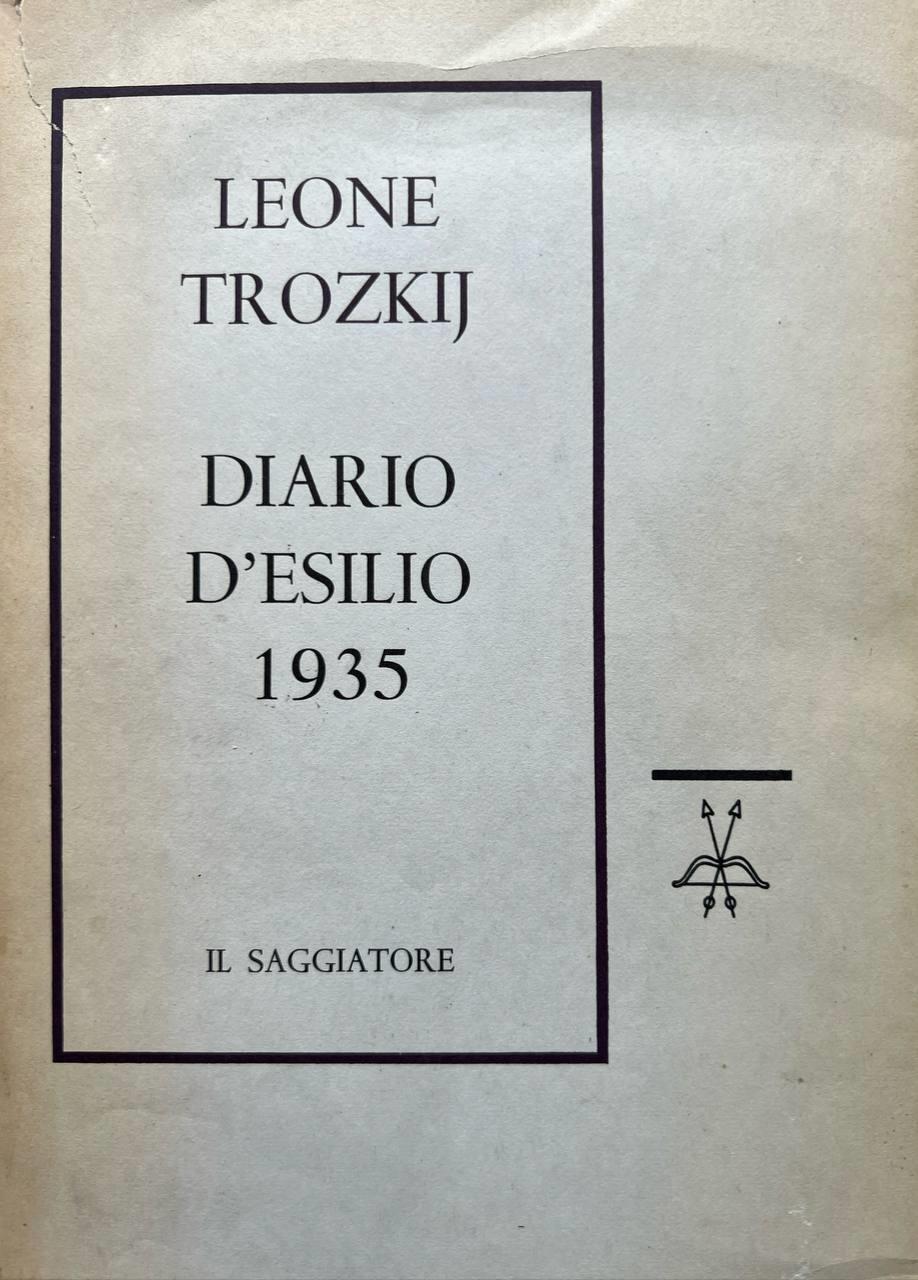 LEONE
TROZKIJ
DIARIO
D’ESILIO
1935
IL SAGGIATORE